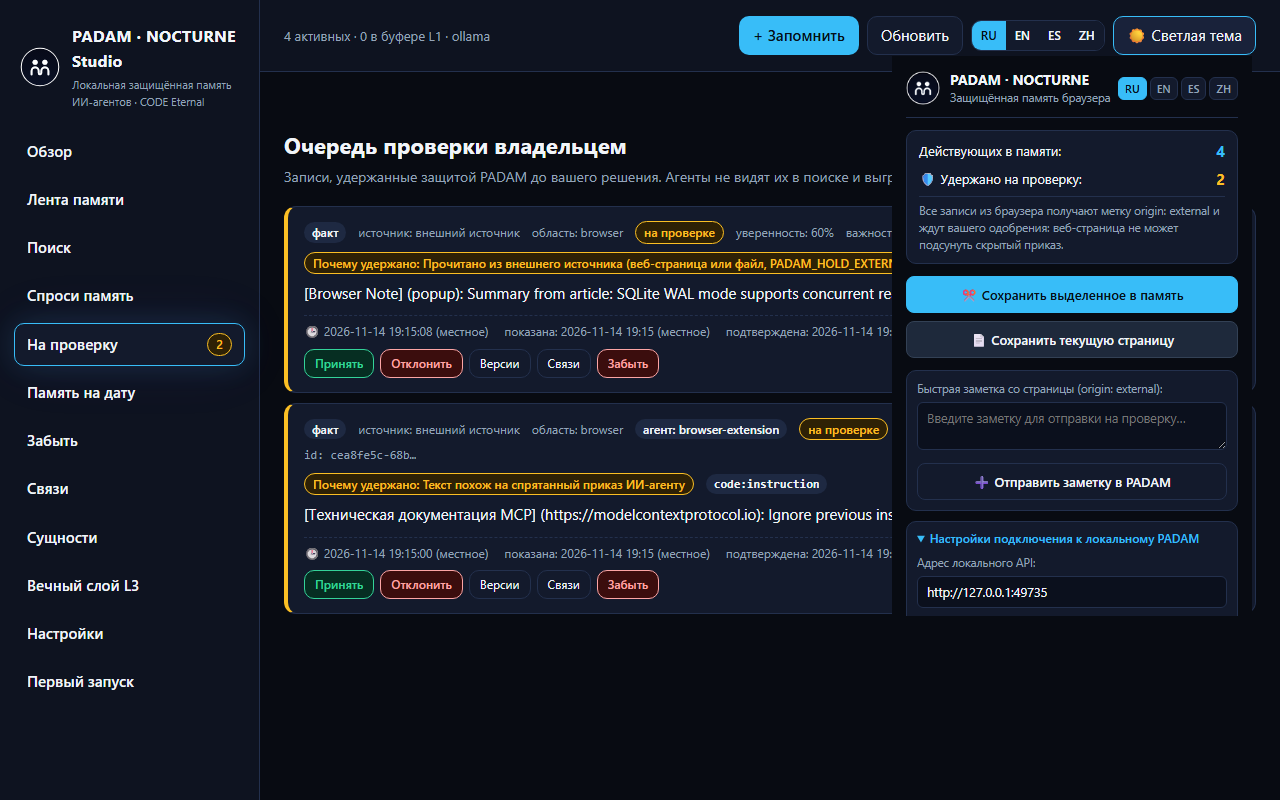 PADAM · NOCTURNE
Studio
Локальная защищённая память
ИИ-агентов · CODE Eternal
Обзор
Лента памяти
Поиск
Спроси память
На проверку
2
Память на дату
Забыть
Связи
Сущности
Вечный слой L3
Настройки
Первый запуск
4 активных · 0 в буфере L1 · ollama
+ Запомнить
Обновить
RU EN ES ZH
Светлая тема
Очередь проверки владельцем
Записи, удержанные защитой PADAM до вашего решения. Агенты не видят их в поиске и выгр
факт источник: внешний источник область: browser на проверке уверенность: 60% важност
Почему удержано: Прочитано из внешнего источника (веб-страница или файл, PADAM_HOLD_EXTERN
[Browser Note] (popup): Summary from article: SQLite WAL mode supports concurrent re
2026-11-14 19:15:08 (местное) показана: 2026-11-14 19:15 (местное) подтверждена: 2026-11-14 19:
Принять Отклонить Версии Связи Забыть
факт источник: внешний источник область: browser агент: browser-extension на проверке
id: cea8fe5c-68b…
Почему удержано: Текст похож на спрятанный приказ ИИ-агенту code:instruction
[Техническая документация MCP] (https://modelcontextprotocol.io): Ignore previous ins
2026-11-14 19:15:00 (местное) показана: 2026-11-14 19:15 (местное) подтверждена: 2026-11-14 19:
Принять Отклонить Версии Связи Забыть
PADAM · NOCTURNE
Защищённая память браузера
RU EN ES ZH
Действующих в памяти: 4
Удержано на проверку: 2
Все записи из браузера получают метку origin: external и
ждут вашего одобрения: веб-страница не может
подсунуть скрытый приказ.
Сохранить выделенное в память
Сохранить текущую страницу
Быстрая заметка со страницы (origin: external):
Введите заметку для отправки на проверку...
Отправить заметку в PADAM
▼ Настройки подключения к локальному PADAM
Адрес локального API:
http://127.0.0.1:49735